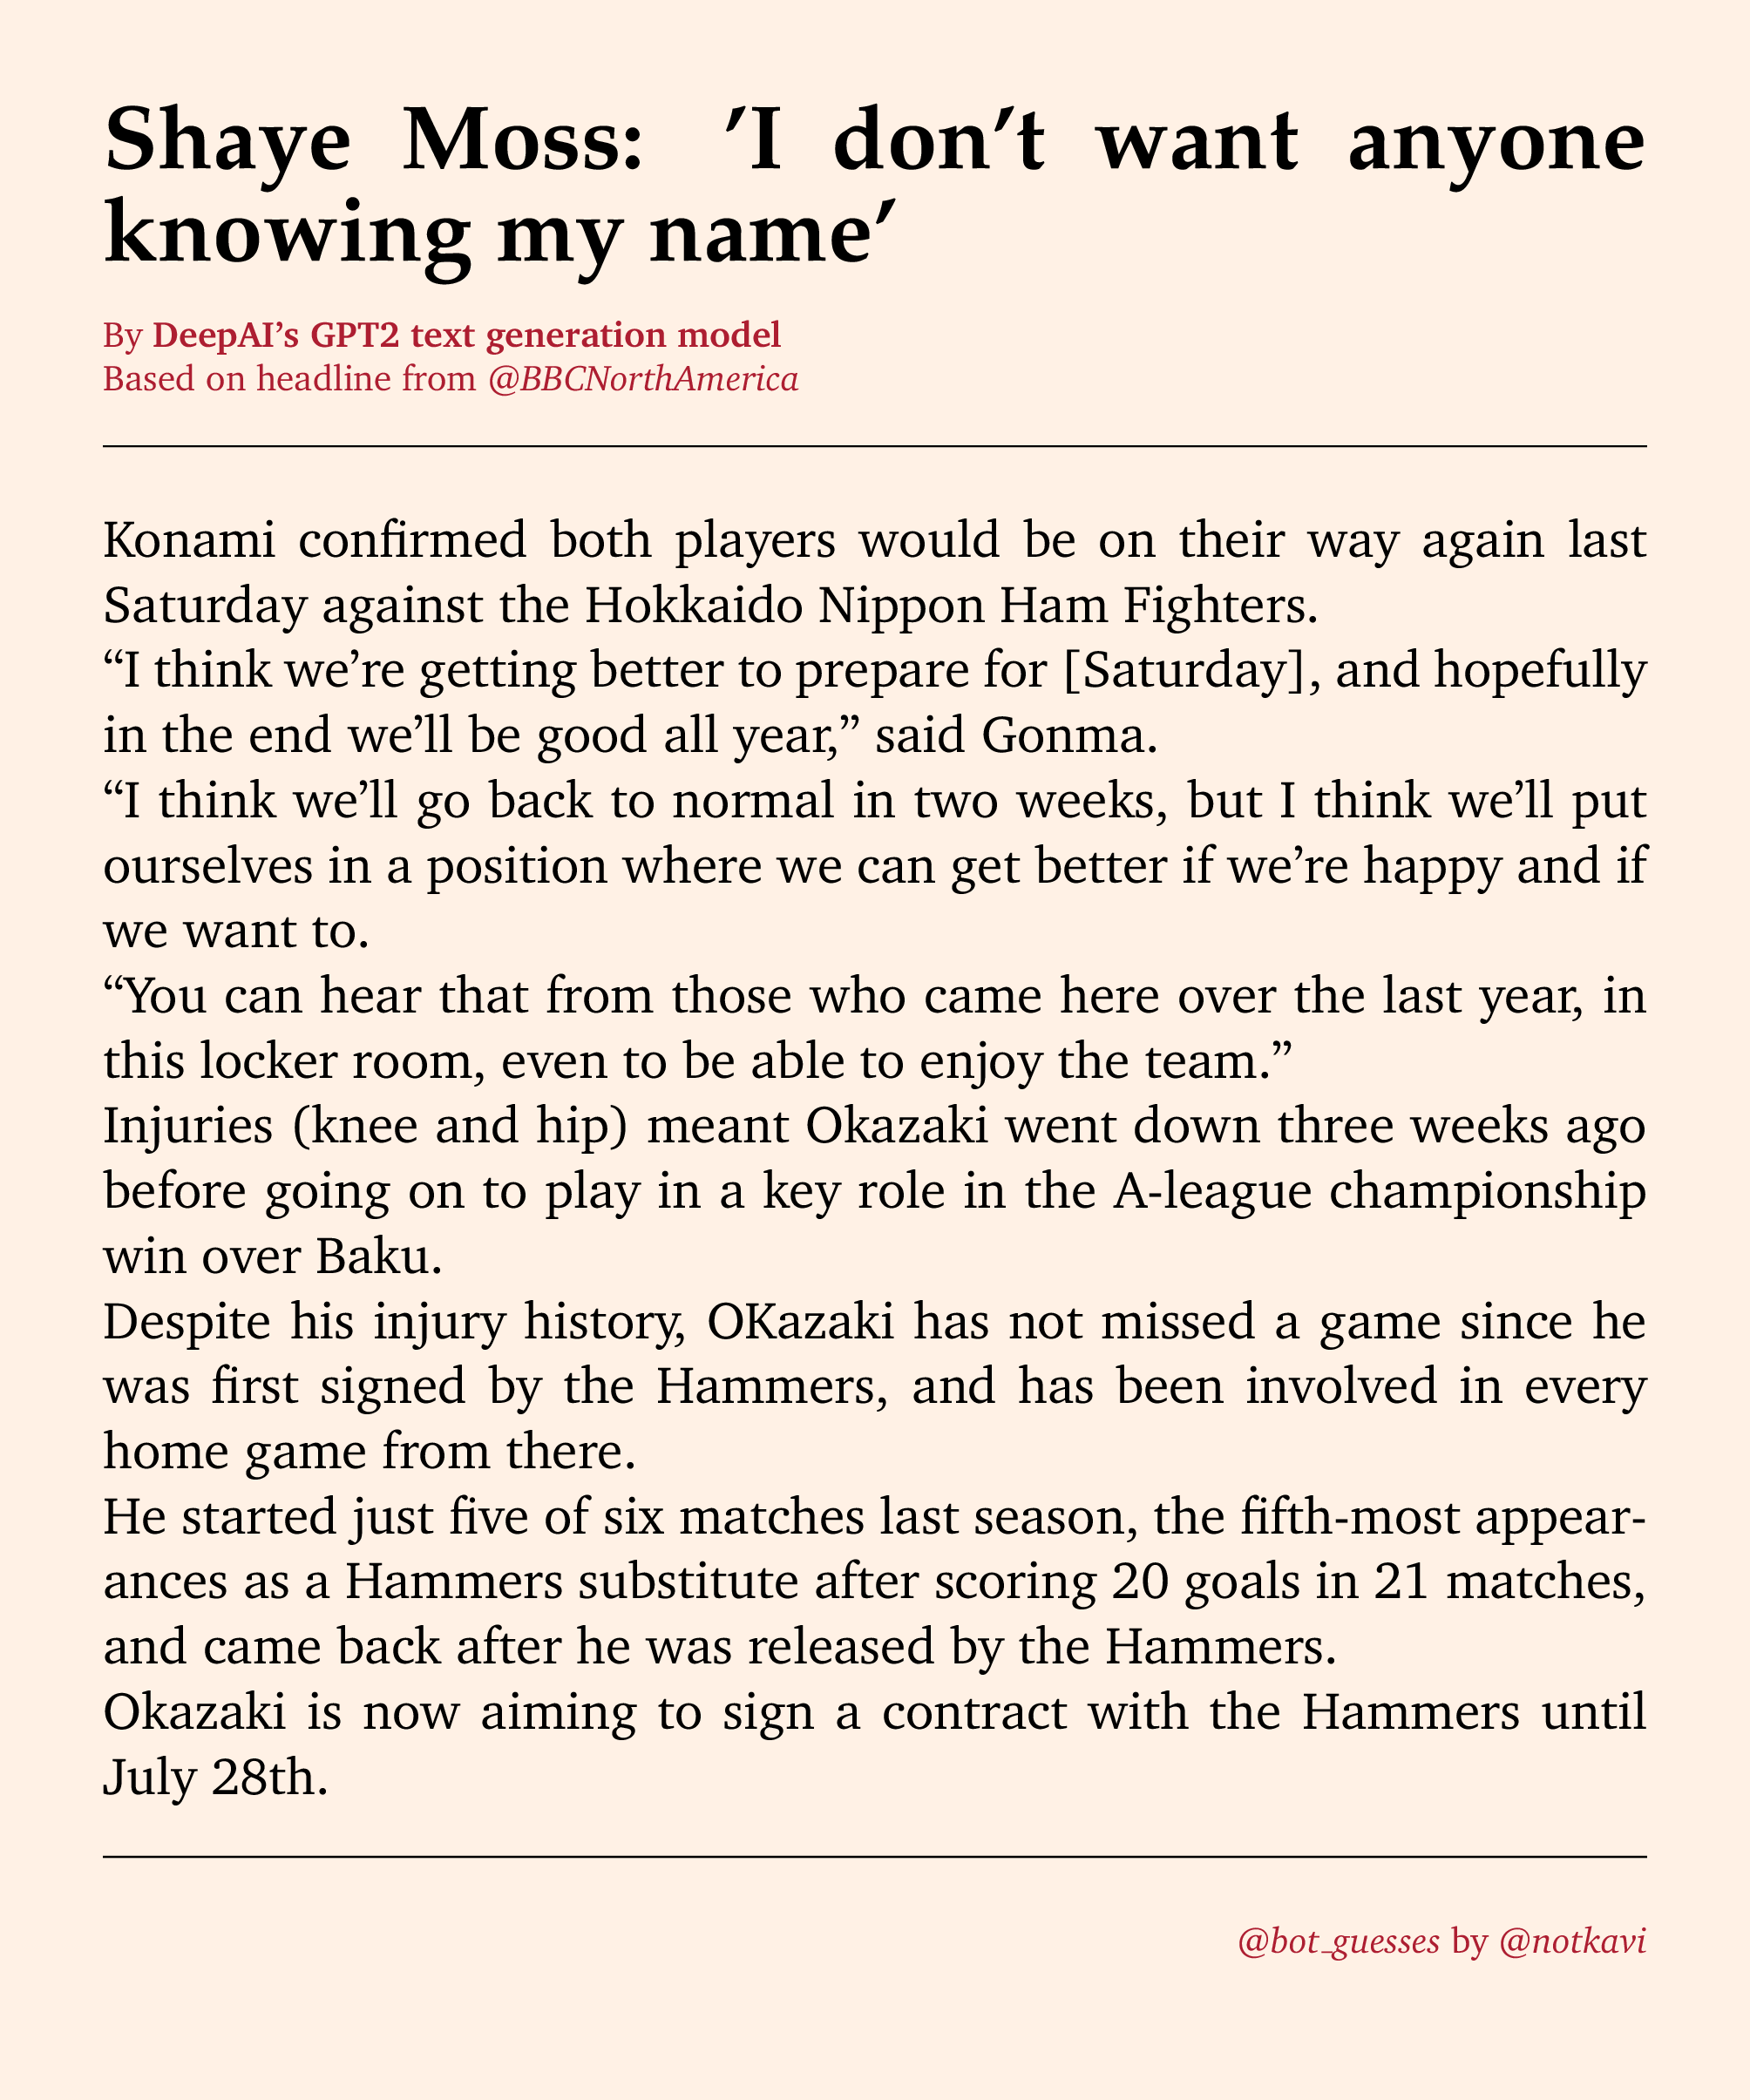 Shaye Moss: ’I don’t want anyone
knowing my name’
By DeepAI’s GPT2 text generation model
Based on headline from @BBCNorthAmerica
Konami confirmed both players would be on their way again last
Saturday against the Hokkaido Nippon Ham Fighters.
“I think we’re getting better to prepare for [Saturday], and hopefully
in the end we’ll be good all year,” said Gonma.
“I think we’ll go back to normal in two weeks, but I think we’ll put
ourselves in a position where we can get better if we’re happy and if
we want to.
“You can hear that from those who came here over the last year, in
this locker room, even to be able to enjoy the team.”
Injuries (knee and hip) meant Okazaki went down three weeks ago
before going on to play in a key role in the A-league championship
win over Baku.
Despite his injury history, OKazaki has not missed a game since he
was first signed by the Hammers, and has been involved in every
home game from there.
He started just five of six matches last season, the fifth-most appear-
ances as a Hammers substitute after scoring 20 goals in 21 matches,
and came back after he was released by the Hammers.
Okazaki is now aiming to sign a contract with the Hammers until
July 28th.
@bot_guesses by @notkavi